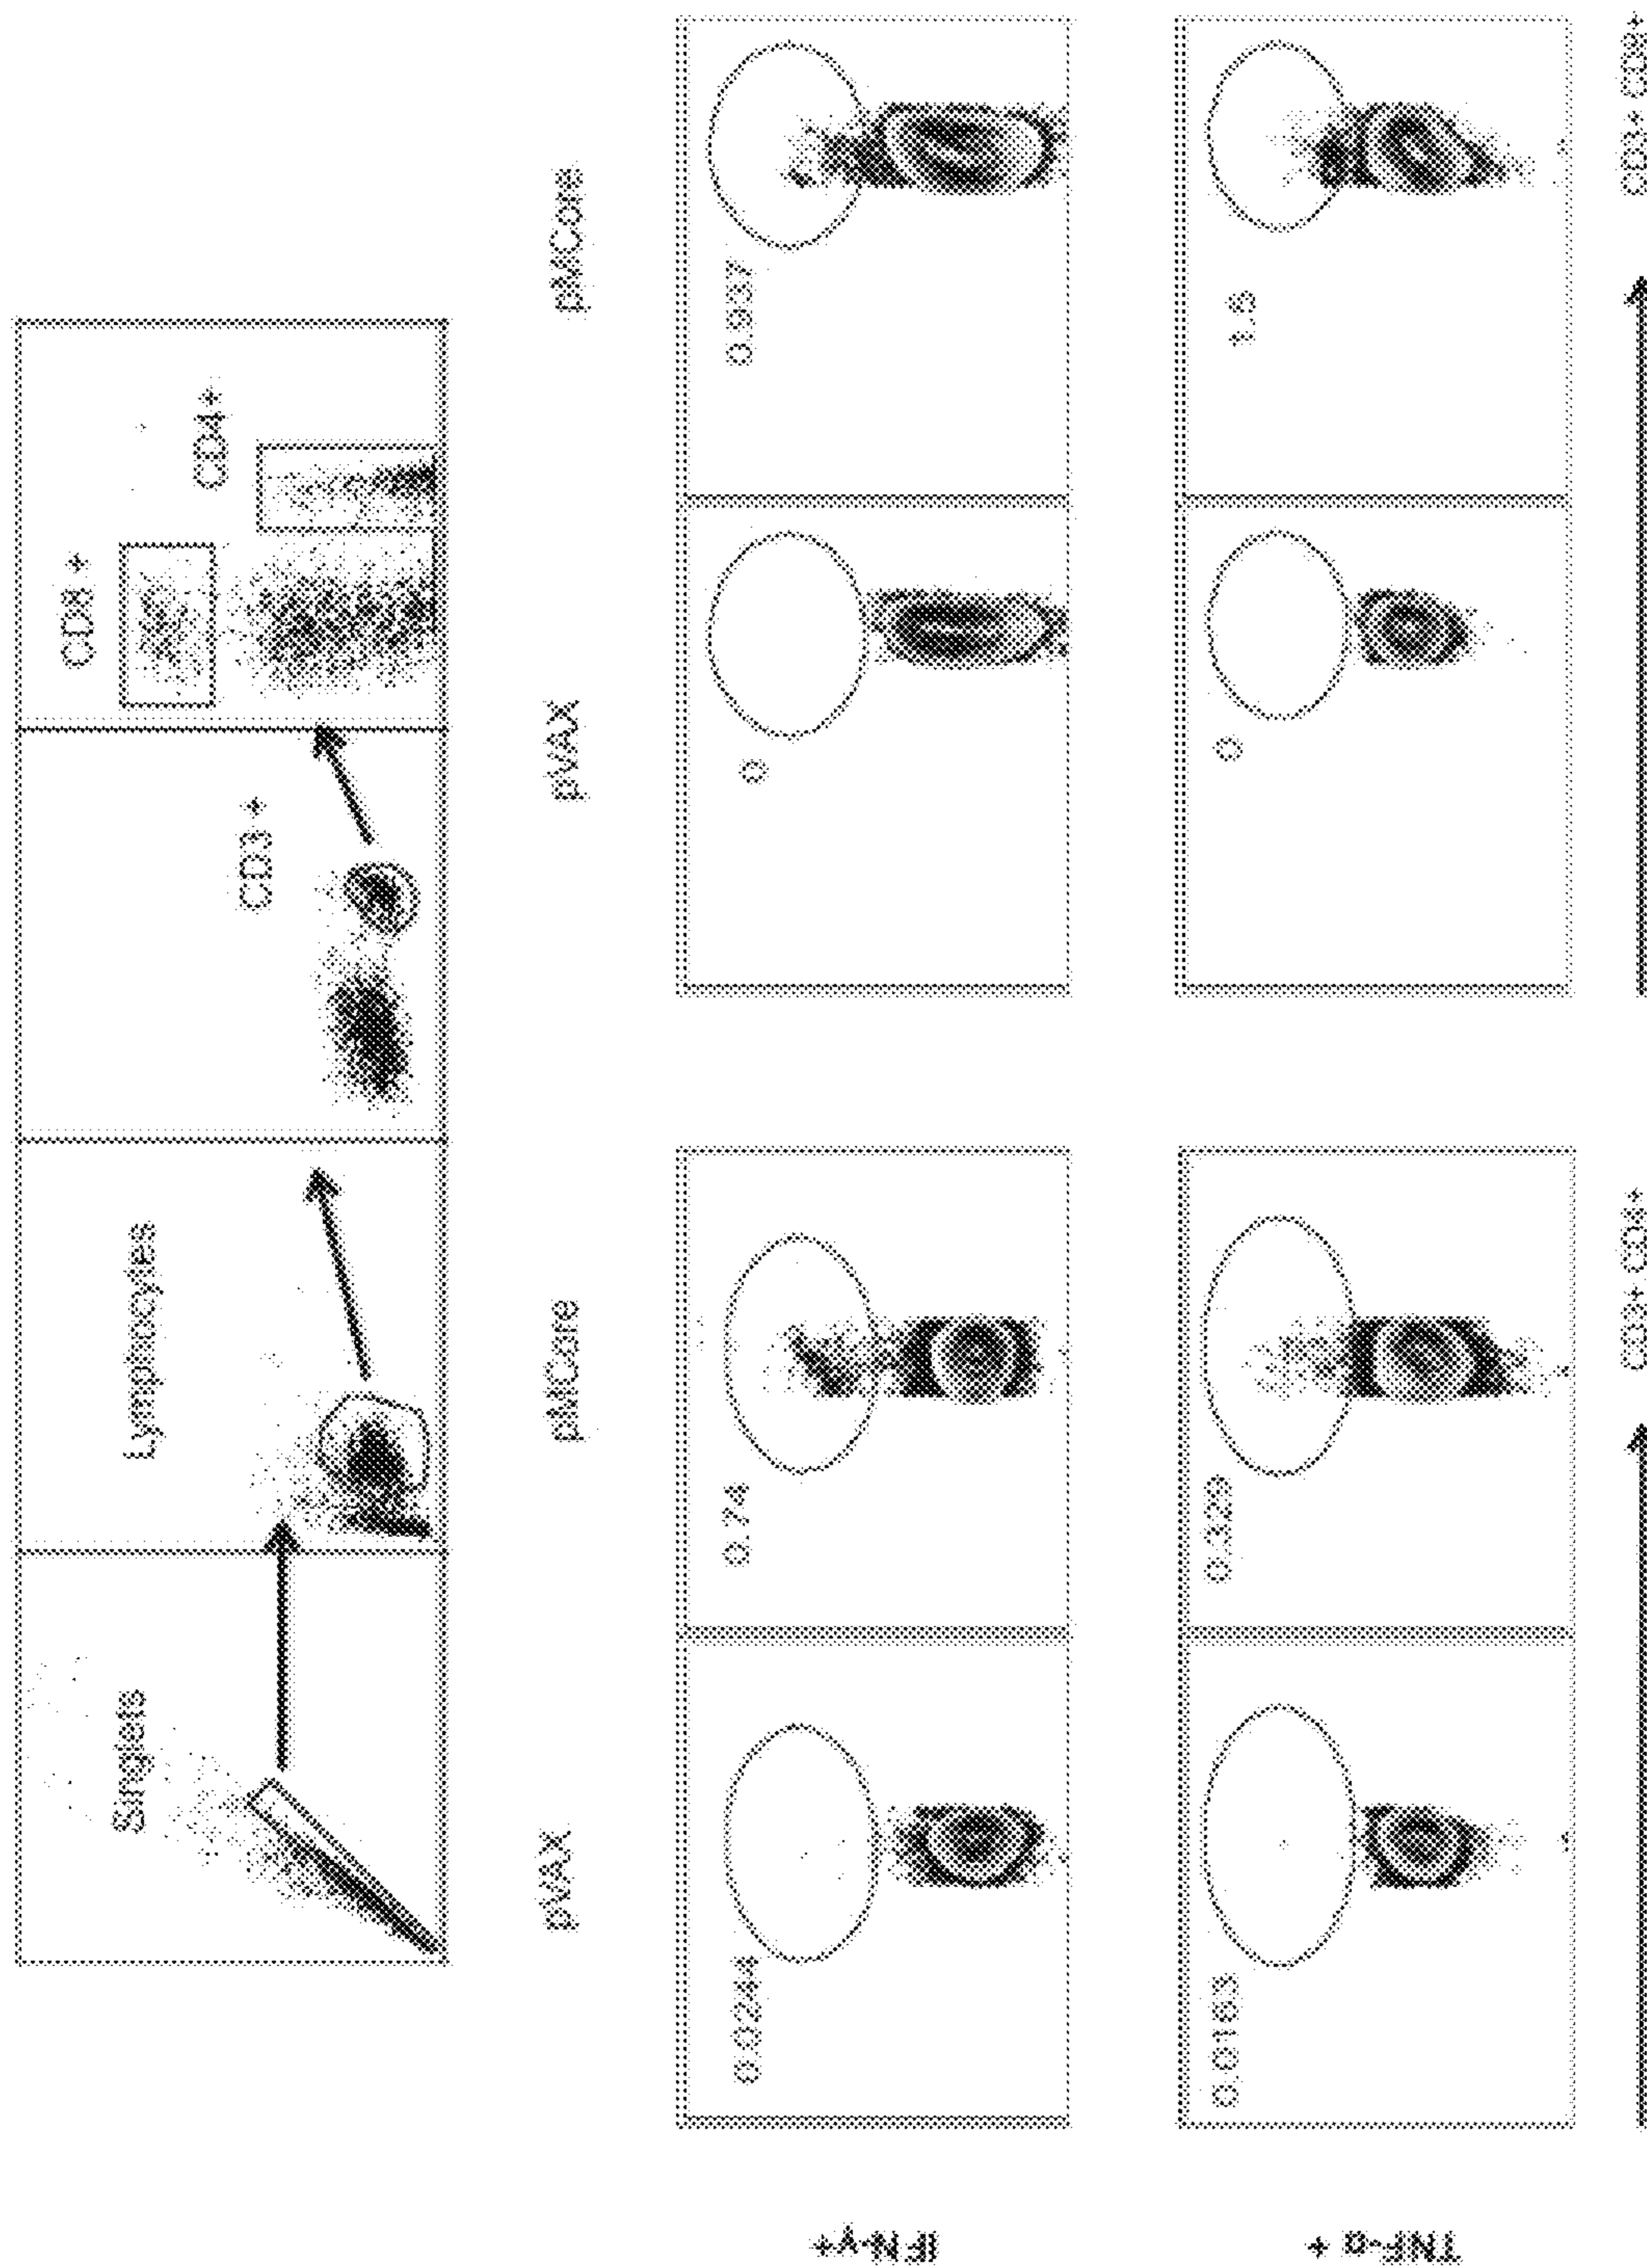 Singlets
Lymphocytes
CD3 +
CD8 +
CD4+
pVAX
pMCore
pVAX
pMCore
IFN-γ+
0.0244
0.74
0
0.937
TNF-α +
0.0163
0.329
0
1.5
CD3+ CD4+
CD3+ CD8+